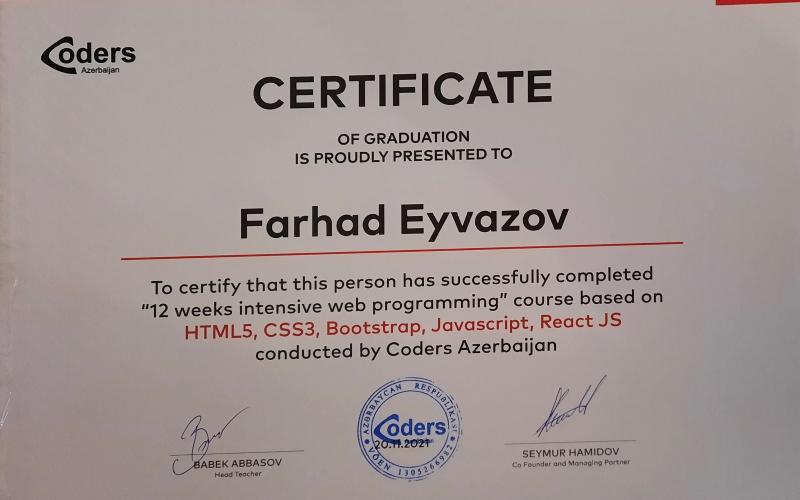 Coders
Azerbaijan
CERTIFICATE
OF GRADUATION
IS PROUDLY PRESENTED TO
Farhad Eyvazov
To certify that this person has successfully completed
“12 weeks intensive web programming” course based on
HTML5, CSS3, Bootstrap, Javascript, React JS
conducted by Coders Azerbaijan
AZƏRBAYCAN RESPUBLİKASI
Coders
20.11.2021
VÖEN 1305266982
BABEK ABBASOV
Head Teacher
SEYMUR HAMIDOV
Co Founder and Managing Partner